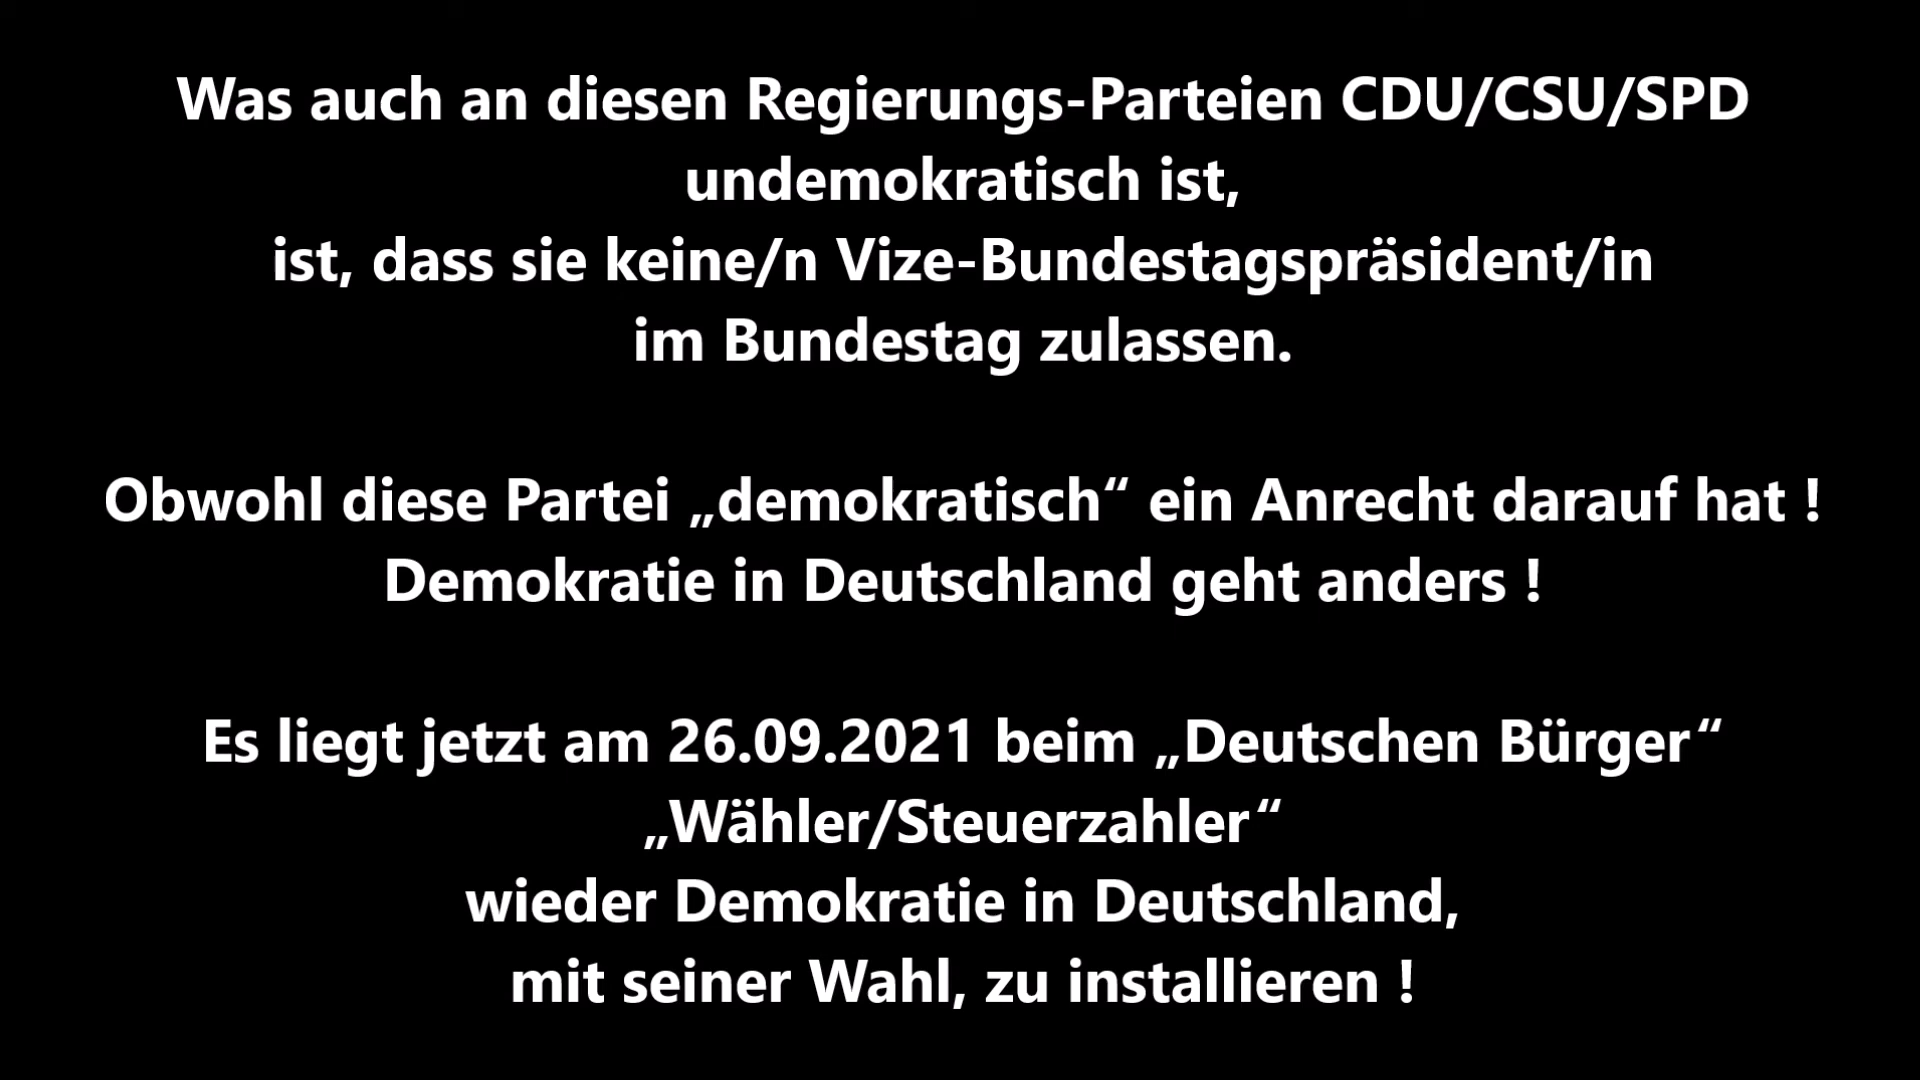 Was auch an diesen Regierungs-Parteien CDU/CSU/SPD
undemokratisch ist,
ist, dass sie keine/n Vize-Bundestagspräsident/in
im Bundestag zulassen.
Obwohl diese Partei „demokratisch“ ein Anrecht darauf hat !
Demokratie in Deutschland geht anders !
Es liegt jetzt am 26.09.2021 beim „Deutschen Bürger“
„Wähler/Steuerzahler“
wieder Demokratie in Deutschland,
mit seiner Wahl, zu installieren !